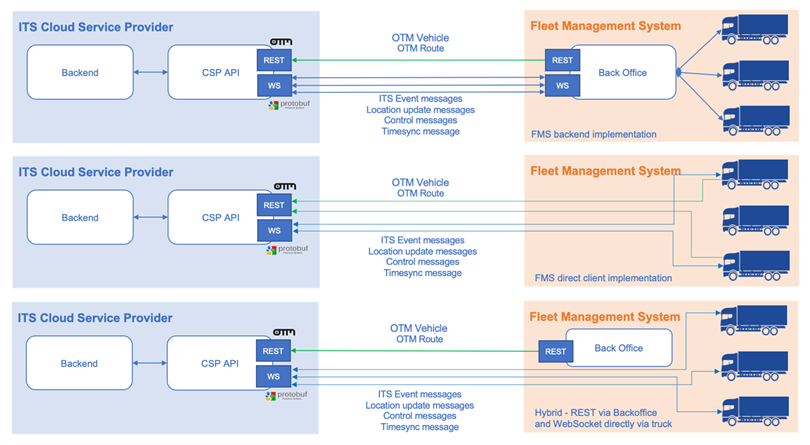 ITS Cloud Service Provider
Backend
CSP API
OTM
REST
WS
protobuf
OTM Vehicle
OTM Route
ITS Event messages
Location update messages
Control messages
Timesync message
Fleet Management System
REST
WS
Back Office
FMS backend implementation
ITS Cloud Service Provider
Backend
CSP API
OTM
REST
WS
protobuf
OTM Vehicle
OTM Route
ITS Event messages
Location update messages
Control messages
Timesync message
Fleet Management System
FMS direct client implementation
ITS Cloud Service Provider
Backend
CSP API
OTM
REST
WS
protobuf
OTM Vehicle
OTM Route
ITS Event messages
Location update messages
Control messages
Timesync message
Fleet Management System
REST
Back Office
Hybrid - REST via Backoffice
and WebSocket directly via truck